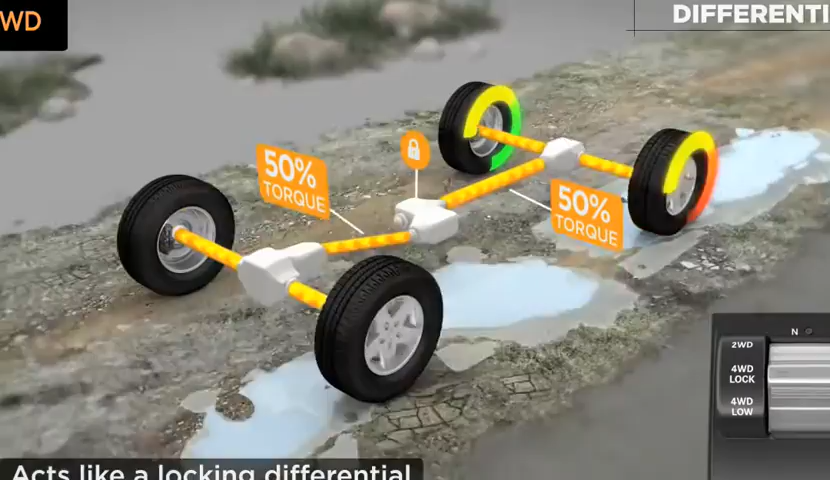 WD
DIFFERENTI
50%
TORQUE
50%
TORQUE
N
2WD
4WD
LOCK
4WD
LOW
Acts like a locking differential